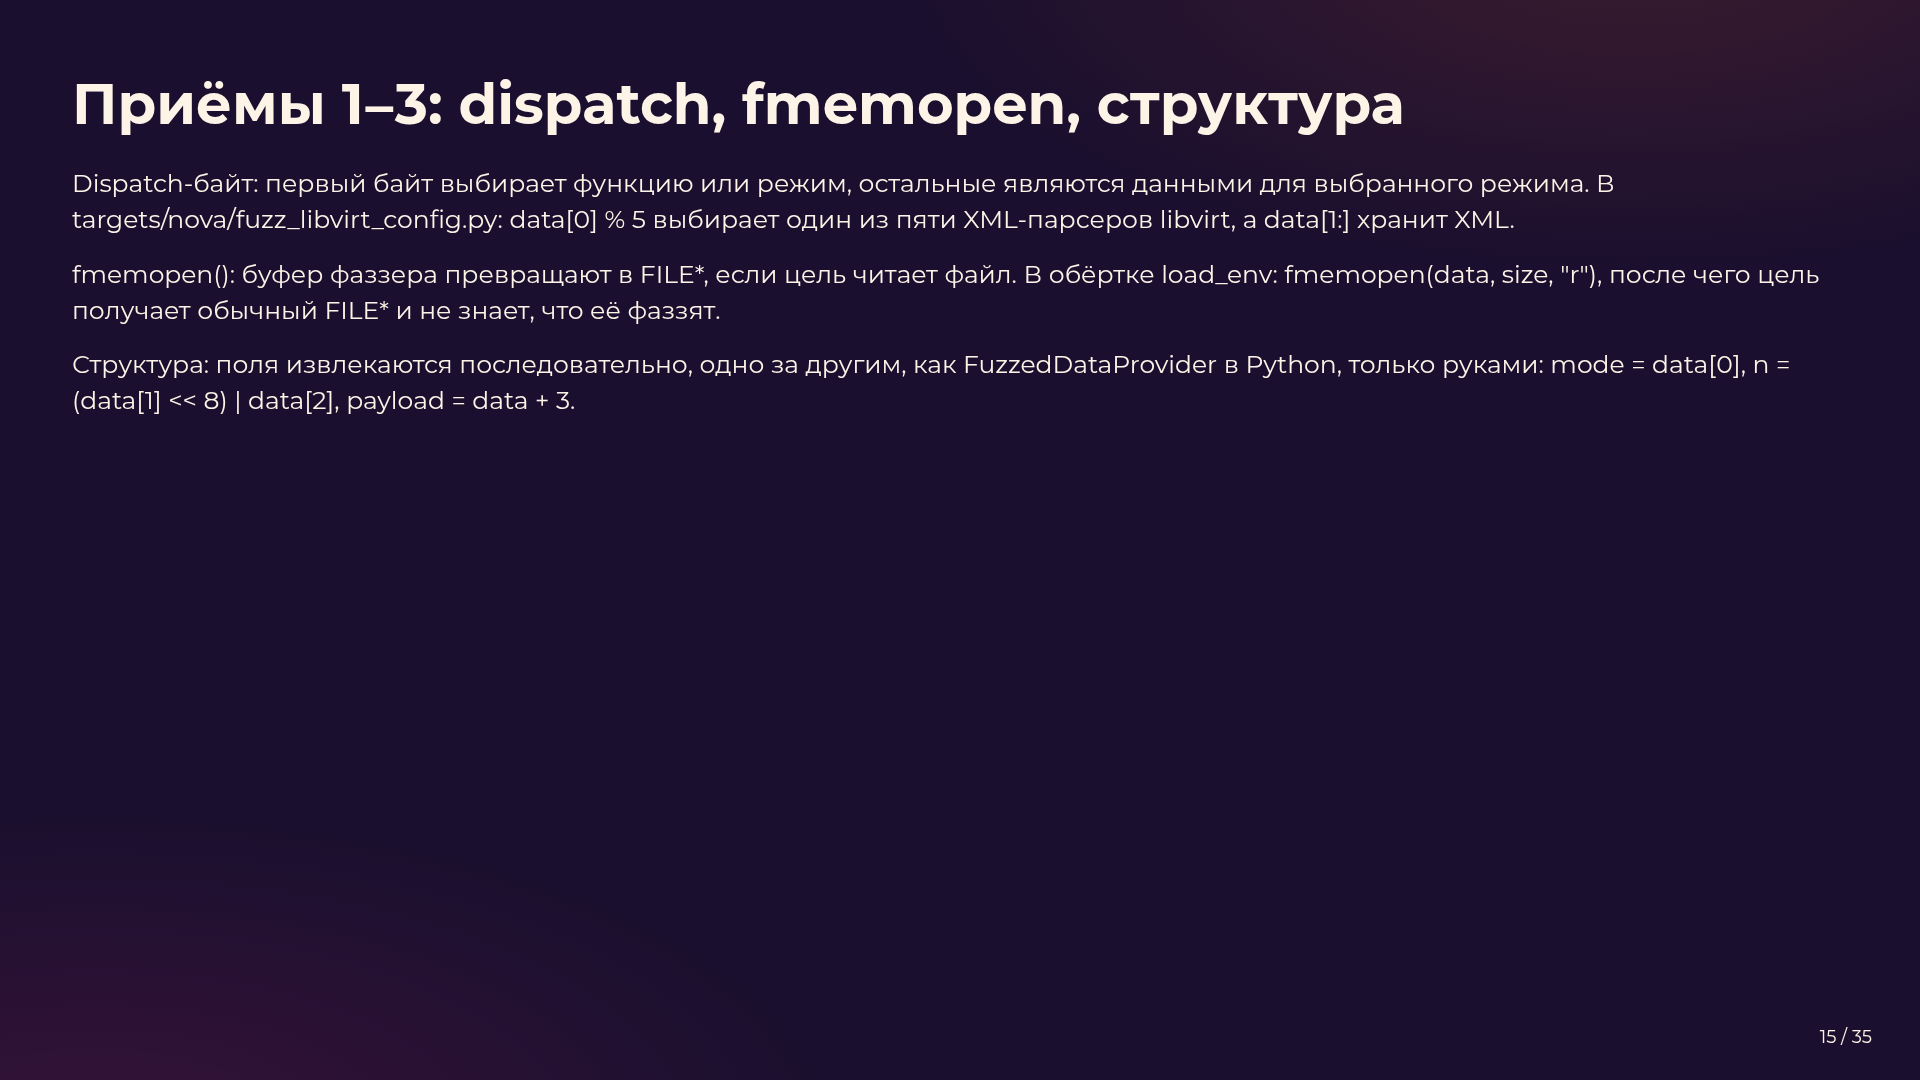 Приёмы 1–3: dispatch, fmemopen, структура
Dispatch-байт: первый байт выбирает функцию или режим, остальные являются данными для выбранного режима. В
targets/nova/fuzz_libvirt_config.py: data[0] % 5 выбирает один из пяти XML-парсеров libvirt, а data[1:] хранит XML.
fmemopen(): буфер фаззера превращают в FILE*, если цель читает файл. В обёртке load_env: fmemopen(data, size, "r"), после чего цель
получает обычный FILE* и не знает, что её фаззят.
Структура: поля извлекаются последовательно, одно за другим, как FuzzedDataProvider в Python, только руками: mode = data[0], n =
(data[1] << 8) | data[2], payload = data + 3.
15 / 35